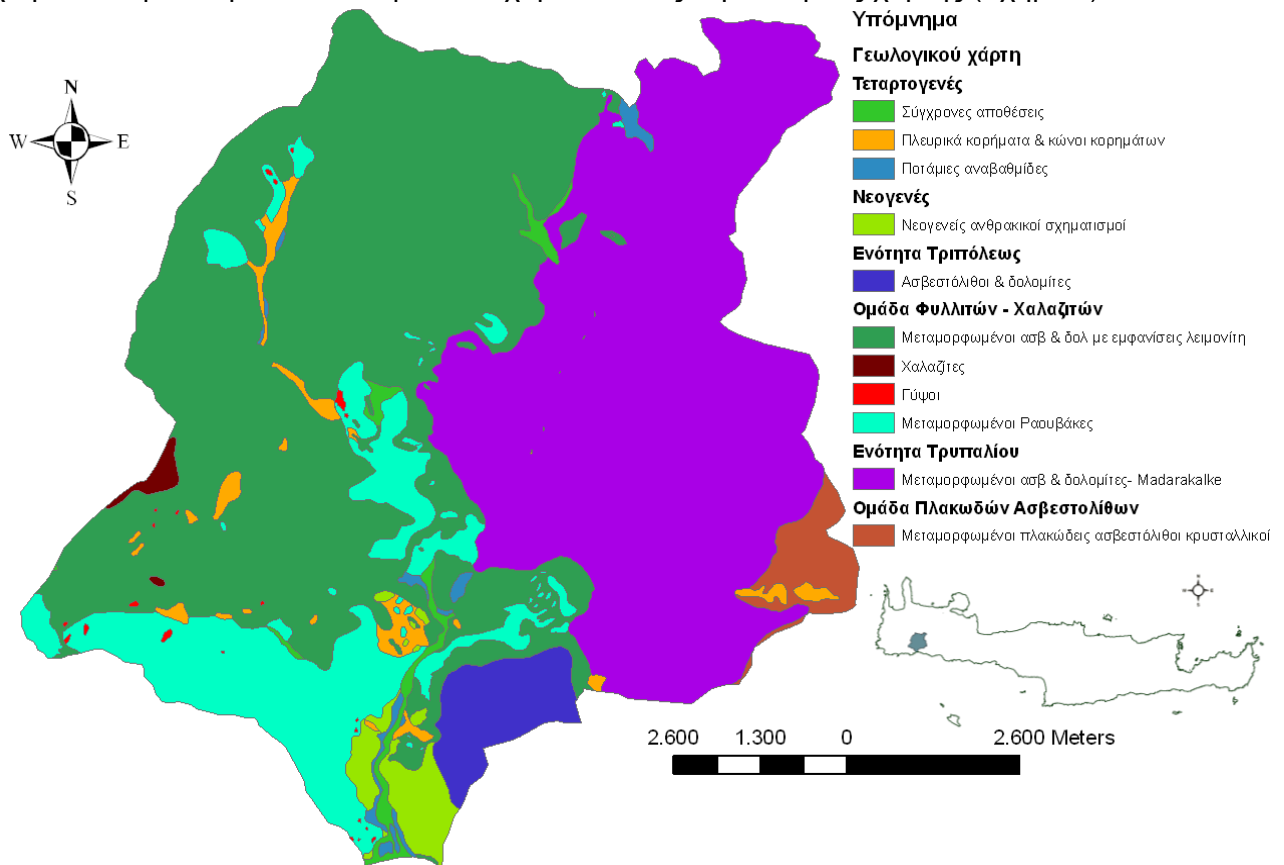 Υπόμνημα
Γεωλογικού χάρτη
Τεταρτογενές
Σύγχρονες αποθέσεις
Πλευρικά κορήματα & κώνοι κορημάτων
Ποτάμιες αναβαθμίδες
Νεογενές
Νεογενείς ανθρακικοί σχηματισμοί
Ενότητα Τριπόλεως
Ασβεστόλιθοι & δολομίτες
Ομάδα Φυλλιτών - Χαλαζιτών
Μεταμορφωμένοι ασβ & δολ με εμφανίσεις λειμονίτη
Χαλαζίτες
Γύψοι
Μεταμορφωμένοι Ραουβάκες
Ενότητα Τρυπαλίου
Μεταμορφωμένοι ασβ & δολομίτες- Madarakalke
Ομάδα Πλακωδών Ασβεστολίθων
Μεταμορφωμένοι πλακώδεις ασβεστόλιθοι κρυσταλλικοί
N
W E
S
2.600 1.300 0 2.600 Meters